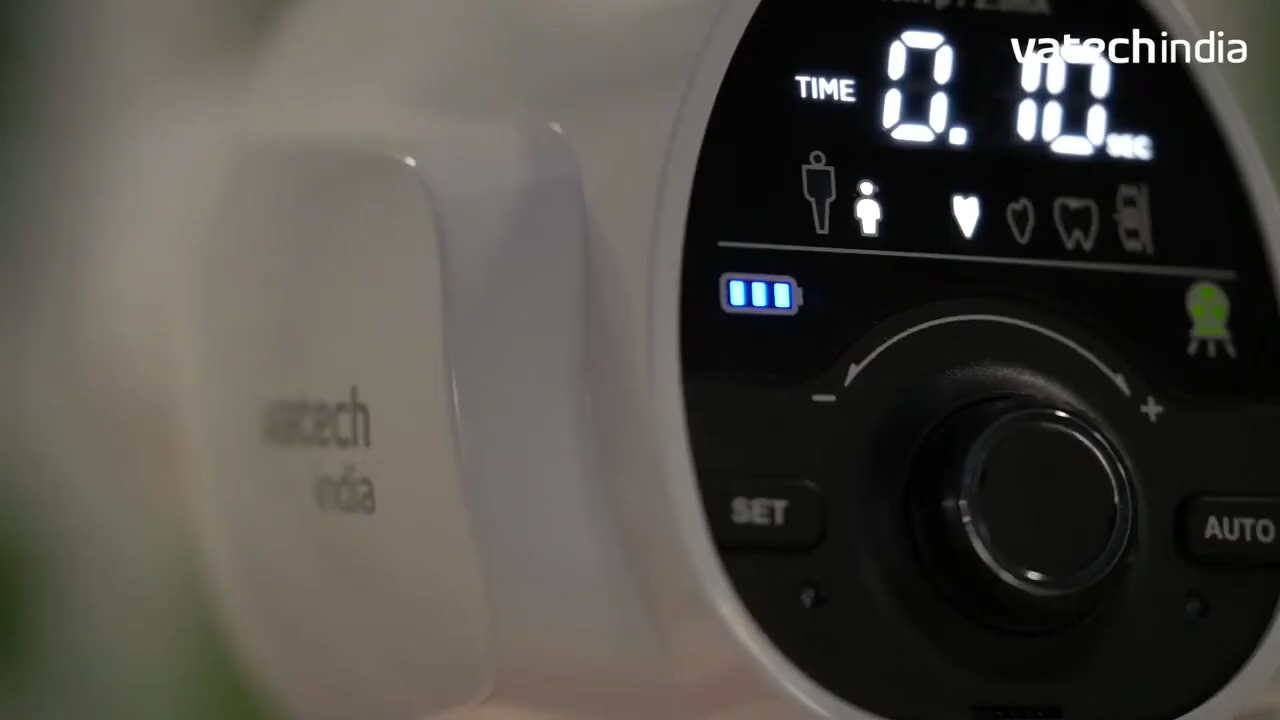 vatechindia
TIME 0.10 SEC
− +
vatech
india
SET
AUTO